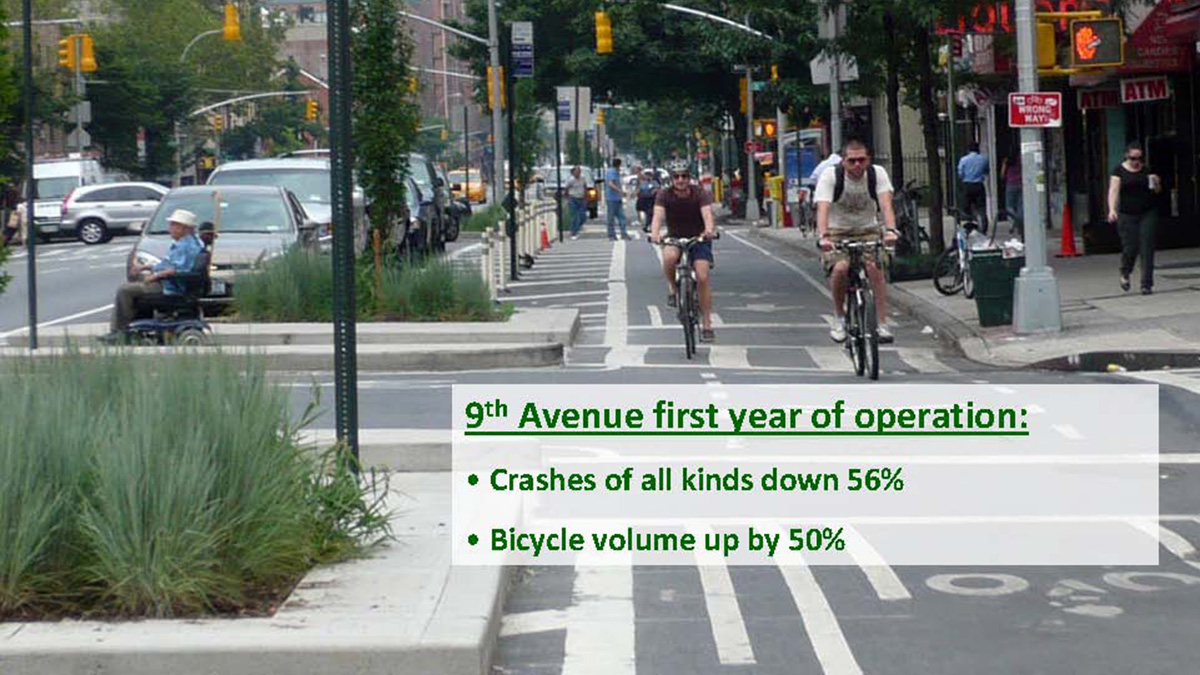 ATM
ATM
WRONG
WAY!
9th Avenue first year of operation:
• Crashes of all kinds down 56%
• Bicycle volume up by 50%